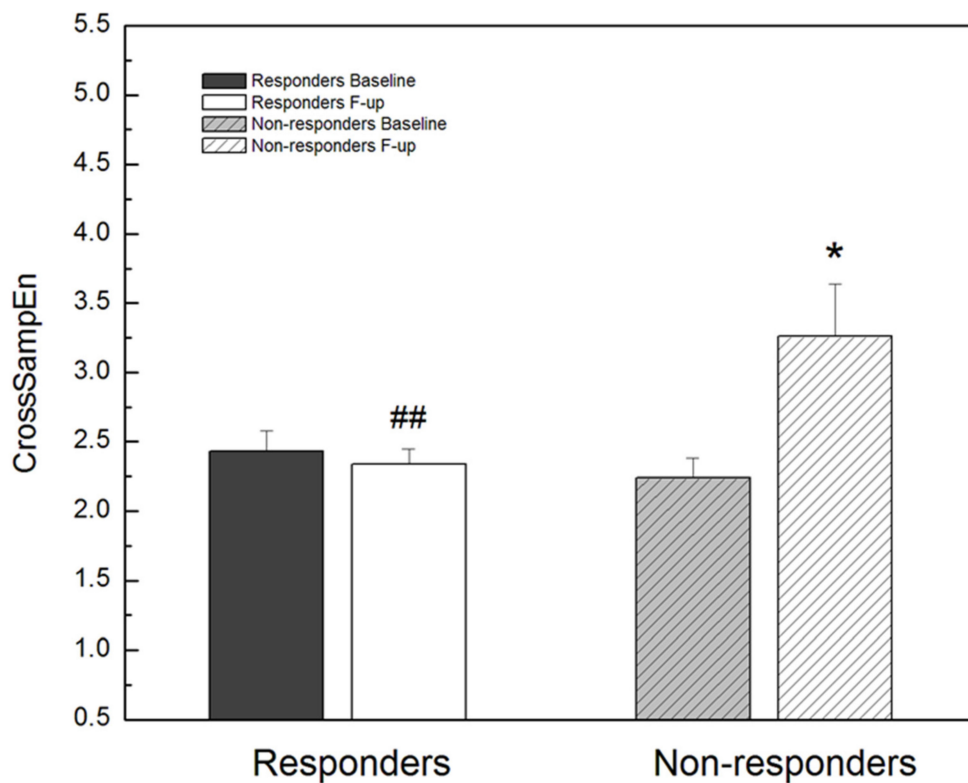 5.5
Responders Baseline
5.0
Responders F-up
Non-responders Baseline
4.5
Non-responders F-up
4.0
*
3.5
CrossSampEn
3.0
##
2.5
2.0
1.5
1.0
0.5
Responders Non-responders